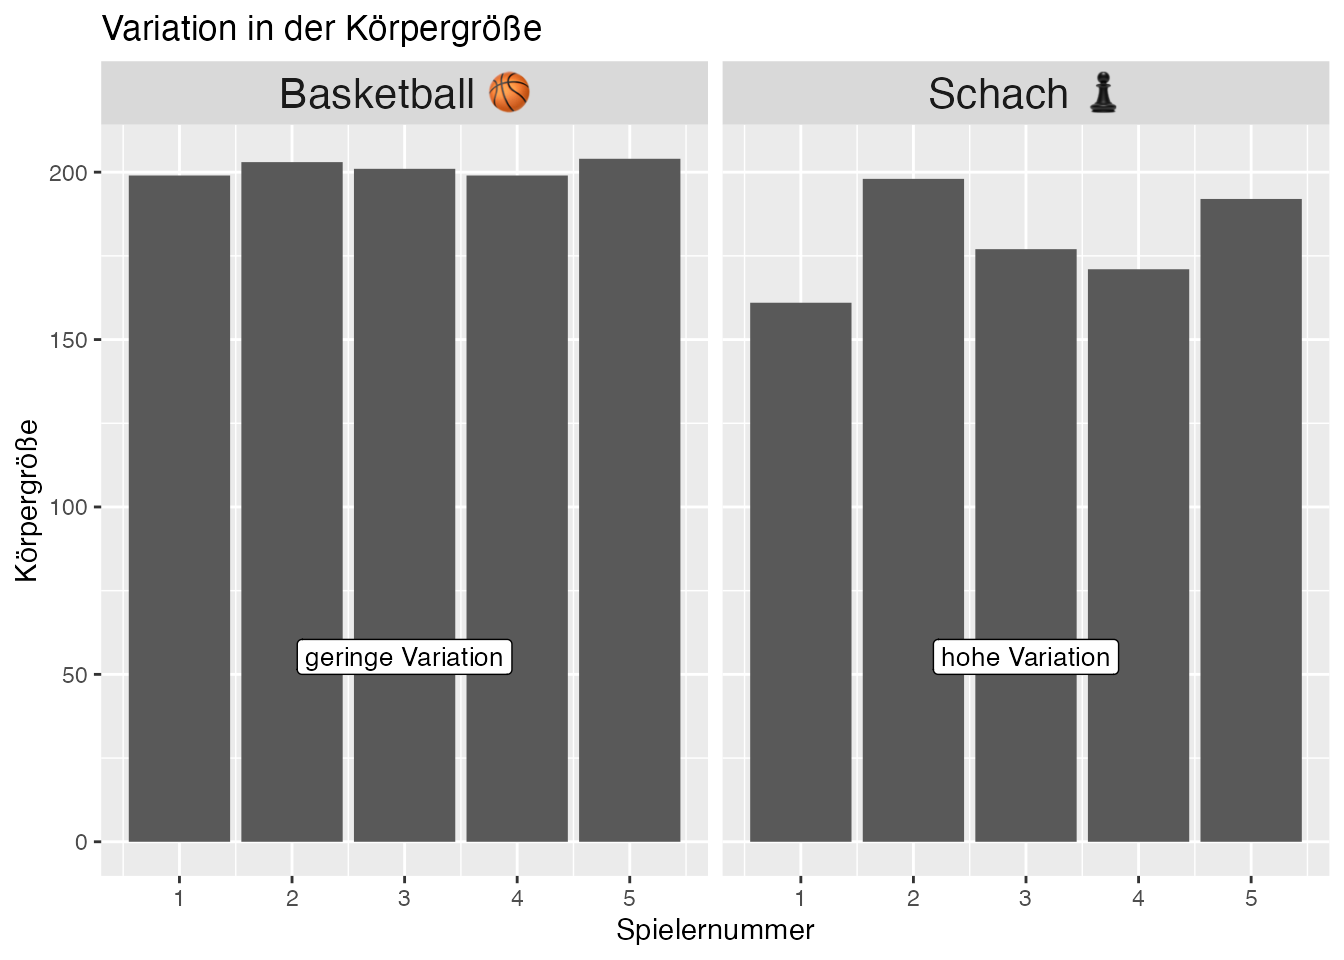 Variation in der Körpergröße
Basketball 🏀
Schach ♟
Körpergröße
200
150
100
50
0
geringe Variation
hohe Variation
1 2 3 4 5
1 2 3 4 5
Spielernummer